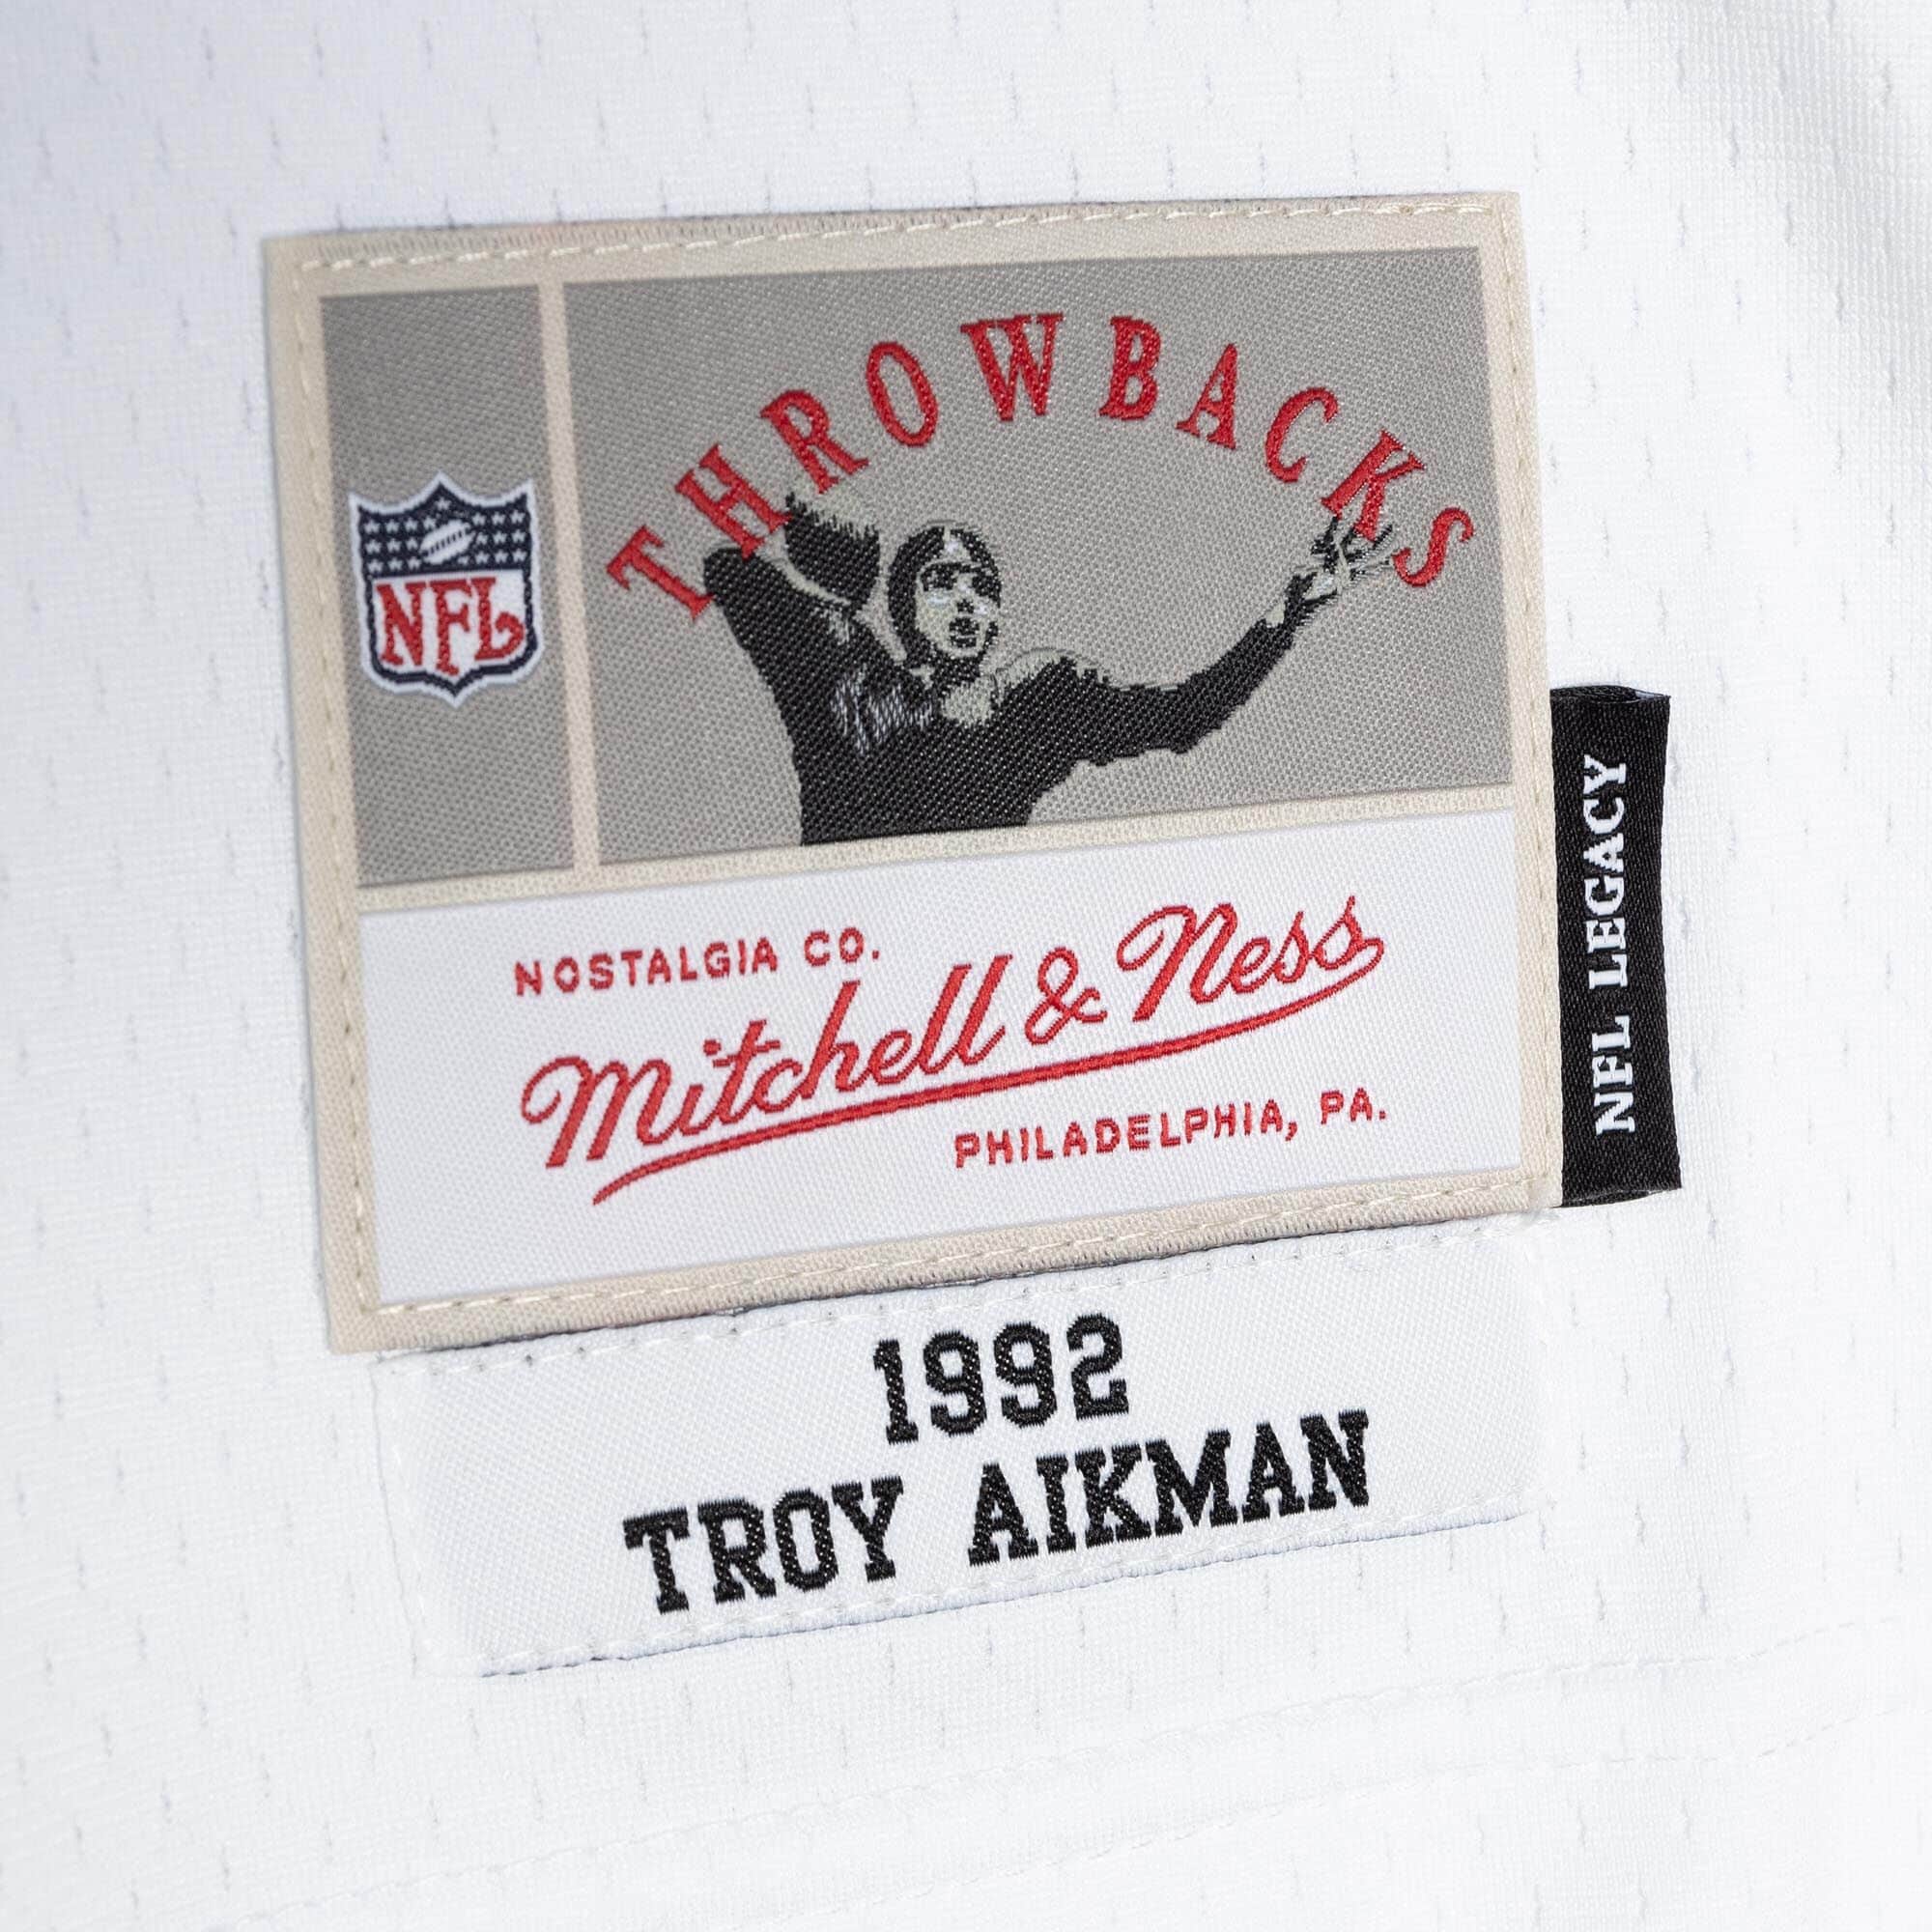 THROWBACKS
NFL
NOSTALGIA CO.
Mitchell & Ness
PHILADELPHIA, PA.
NFL LEGACY
1992
TROY AIKMAN